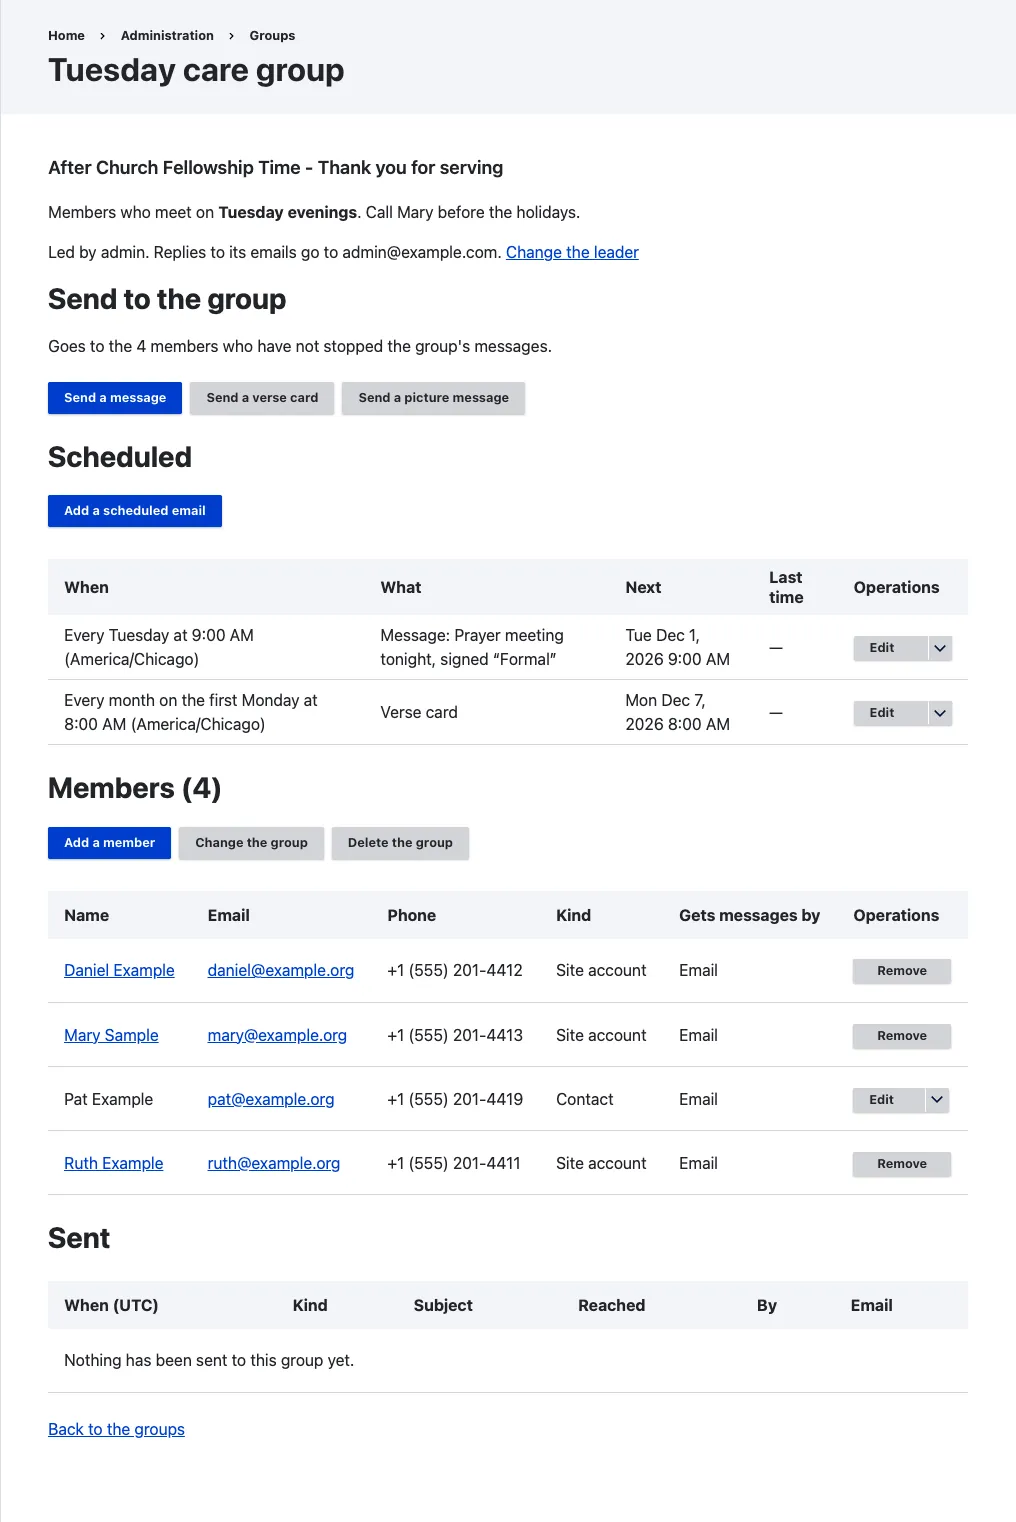 Home › Administration › Groups
Tuesday care group
After Church Fellowship Time - Thank you for serving
Members who meet on Tuesday evenings. Call Mary before the holidays.
Led by admin. Replies to its emails go to admin@example.com. Change the leader
Send to the group
Goes to the 4 members who have not stopped the group's messages.
Send a message Send a verse card Send a picture message
Scheduled
Add a scheduled email
When What Next Last time Operations
Every Tuesday at 9:00 AM (America/Chicago) Message: Prayer meeting tonight, signed “Formal” Tue Dec 1, 2026 9:00 AM — Edit
Every month on the first Monday at 8:00 AM (America/Chicago) Verse card Mon Dec 7, 2026 8:00 AM — Edit
Members (4)
Add a member Change the group Delete the group
Name Email Phone Kind Gets messages by Operations
Daniel Example daniel@example.org +1 (555) 201-4412 Site account Email Remove
Mary Sample mary@example.org +1 (555) 201-4413 Site account Email Remove
Pat Example pat@example.org +1 (555) 201-4419 Contact Email Edit
Ruth Example ruth@example.org +1 (555) 201-4411 Site account Email Remove
Sent
When (UTC) Kind Subject Reached By Email
Nothing has been sent to this group yet.
Back to the groups